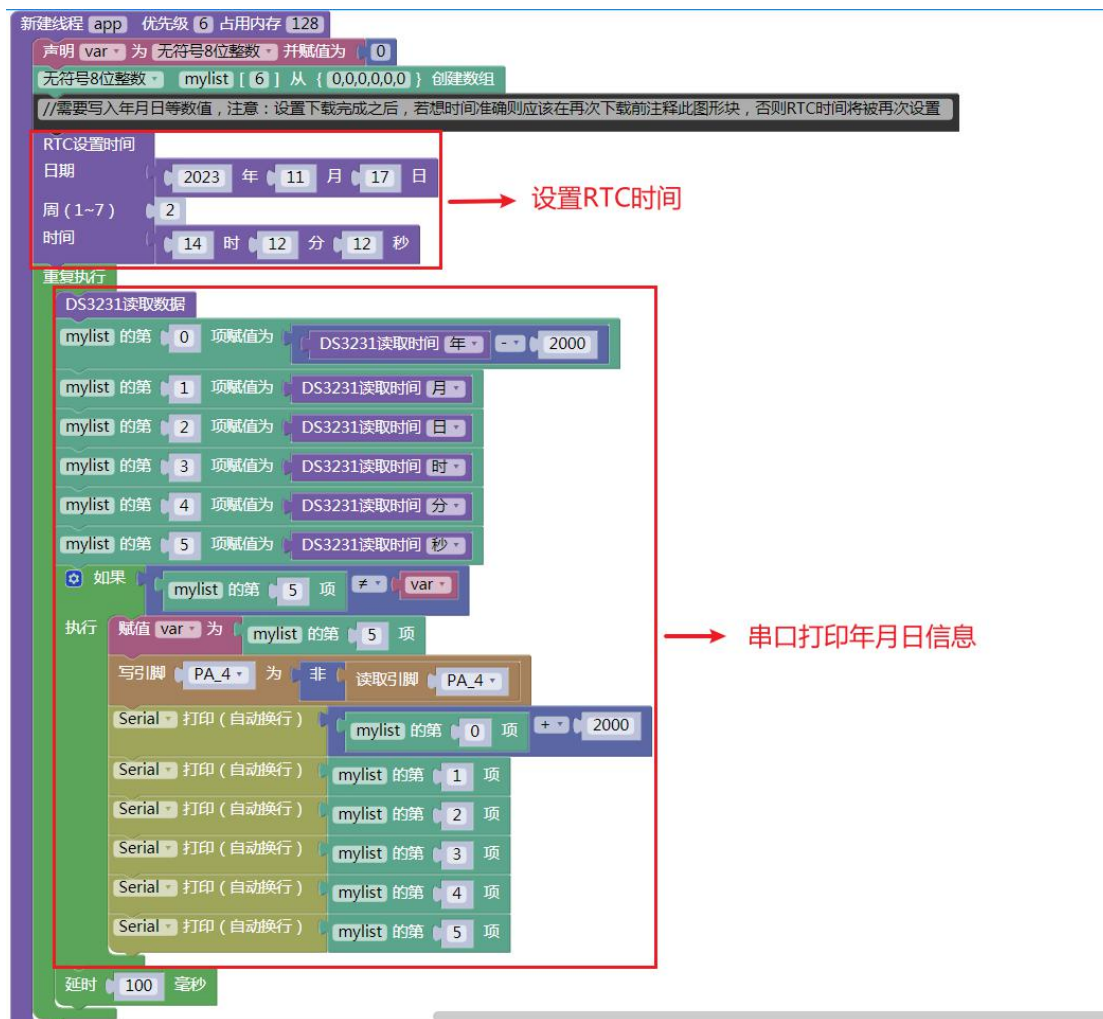 新建线程 app 优先级 6 占用内存 128
声明 var 为 无符号8位整数 并赋值为 0
无符号8位整数 mylist [ 6 ] 从 { 0,0,0,0,0,0 } 创建数组
//需要写入年月日等数值，注意：设置下载完成之后，若想时间准确则应该在再次下载前注释此图形块，否则RTC时间将被再次设置
RTC设置时间
日期 2023 年 11 月 17 日
周（1~7） 2
时间 14 时 12 分 12 秒
设置RTC时间
重复执行
DS3231读取数据
mylist 的第 0 项赋值为 DS3231读取时间 年 - 2000
mylist 的第 1 项赋值为 DS3231读取时间 月
mylist 的第 2 项赋值为 DS3231读取时间 日
mylist 的第 3 项赋值为 DS3231读取时间 时
mylist 的第 4 项赋值为 DS3231读取时间 分
mylist 的第 5 项赋值为 DS3231读取时间 秒
如果 mylist 的第 5 项 ≠ var
执行 赋值 var 为 mylist 的第 5 项
串口打印年月日信息
写引脚 PA_4 为 非 读取引脚 PA_4
Serial 打印（自动换行） mylist 的第 0 项 + 2000
Serial 打印（自动换行） mylist 的第 1 项
Serial 打印（自动换行） mylist 的第 2 项
Serial 打印（自动换行） mylist 的第 3 项
Serial 打印（自动换行） mylist 的第 4 项
Serial 打印（自动换行） mylist 的第 5 项
延时 100 毫秒